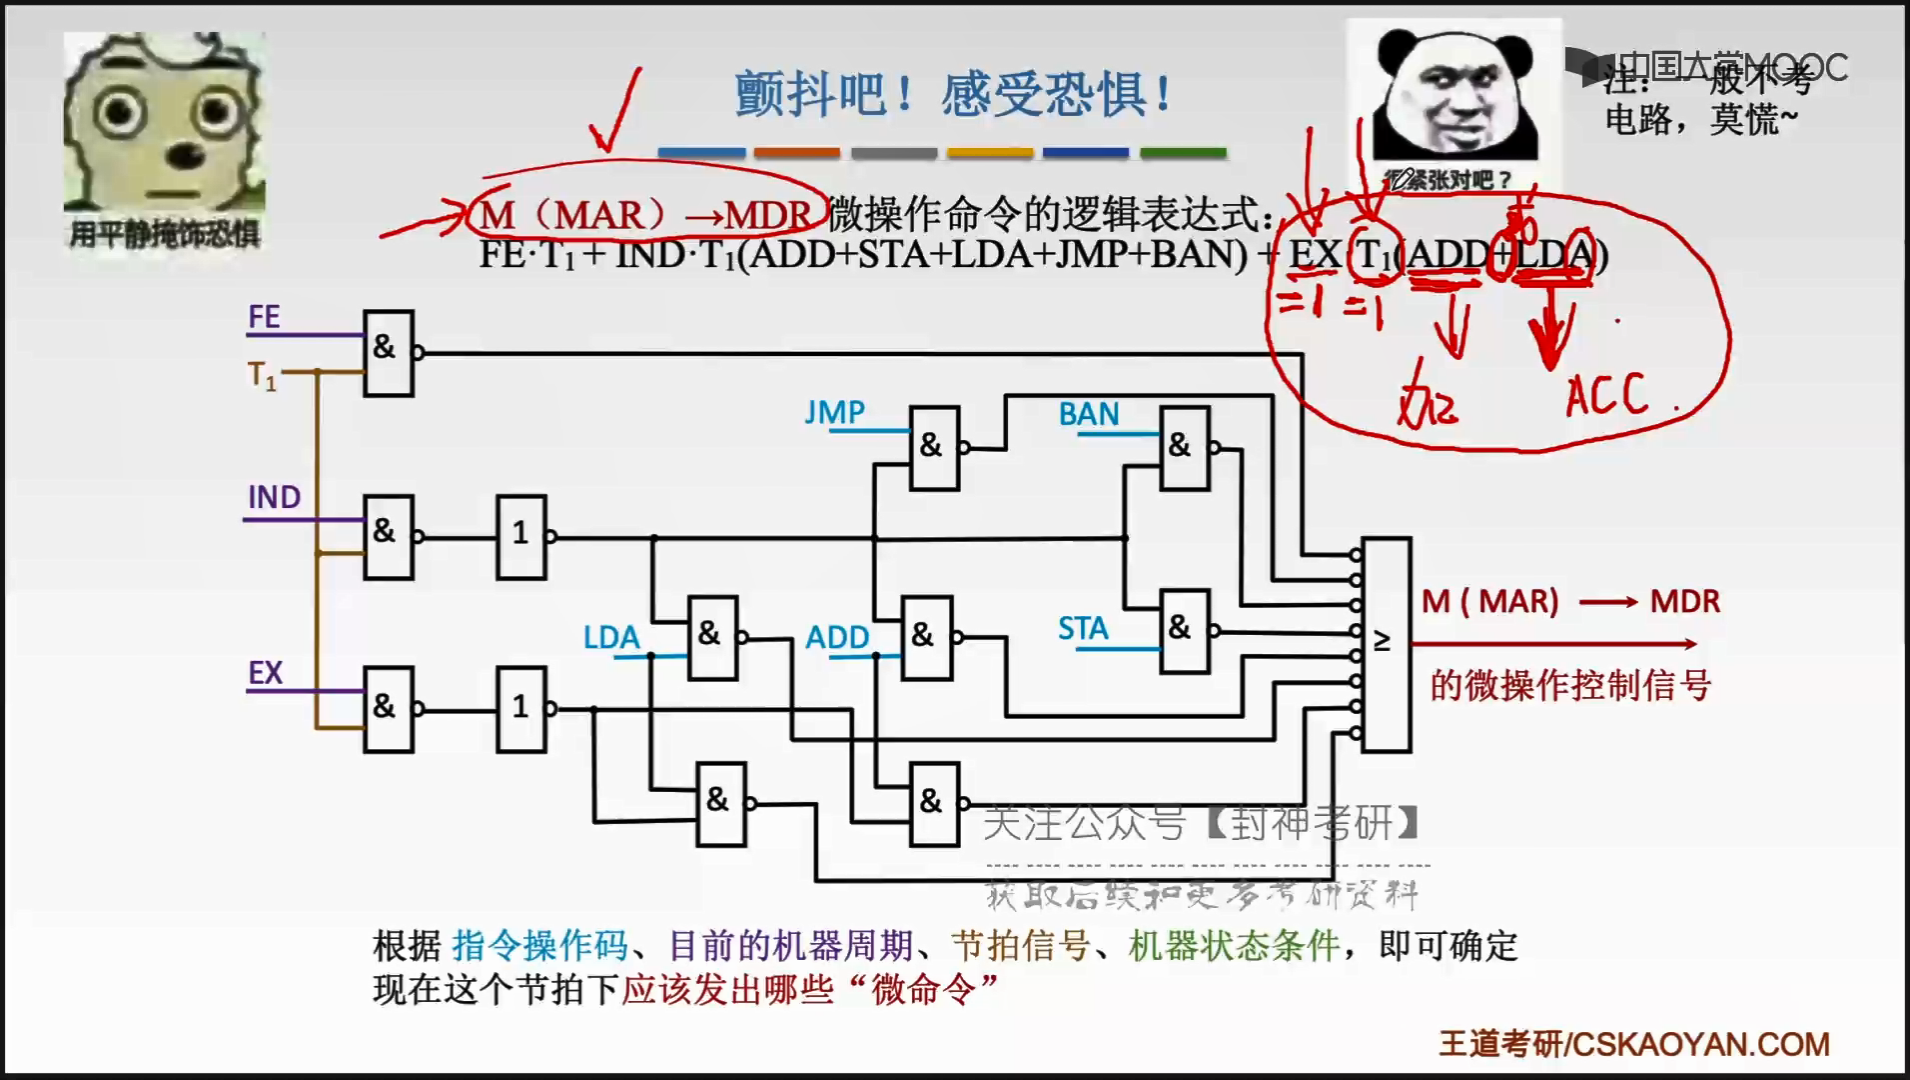 中国大学MOOC
注：一般不考
电路，莫慌~
颤抖吧！感受恐惧！
用平静掩饰恐惧
很紧张对吧？
M（MAR）→MDR 微操作命令的逻辑表达式：
FE·T₁ + IND·T₁(ADD+STA+LDA+JMP+BAN) + EX·T₁(ADD+LDA)
或
=1 =1
加 ACC
FE
T₁
&
JMP
&
BAN
&
IND
&
1
M ( MAR) → MDR
的微操作控制信号
≥
LDA
&
ADD
&
STA
&
EX
&
1
&
&
关注公众号【封神考研】
获取后续和更多考研资料
根据 指令操作码、目前的机器周期、节拍信号、机器状态条件，即可确定
现在这个节拍下应该发出哪些“微命令”
王道考研/CSKAOYAN.COM